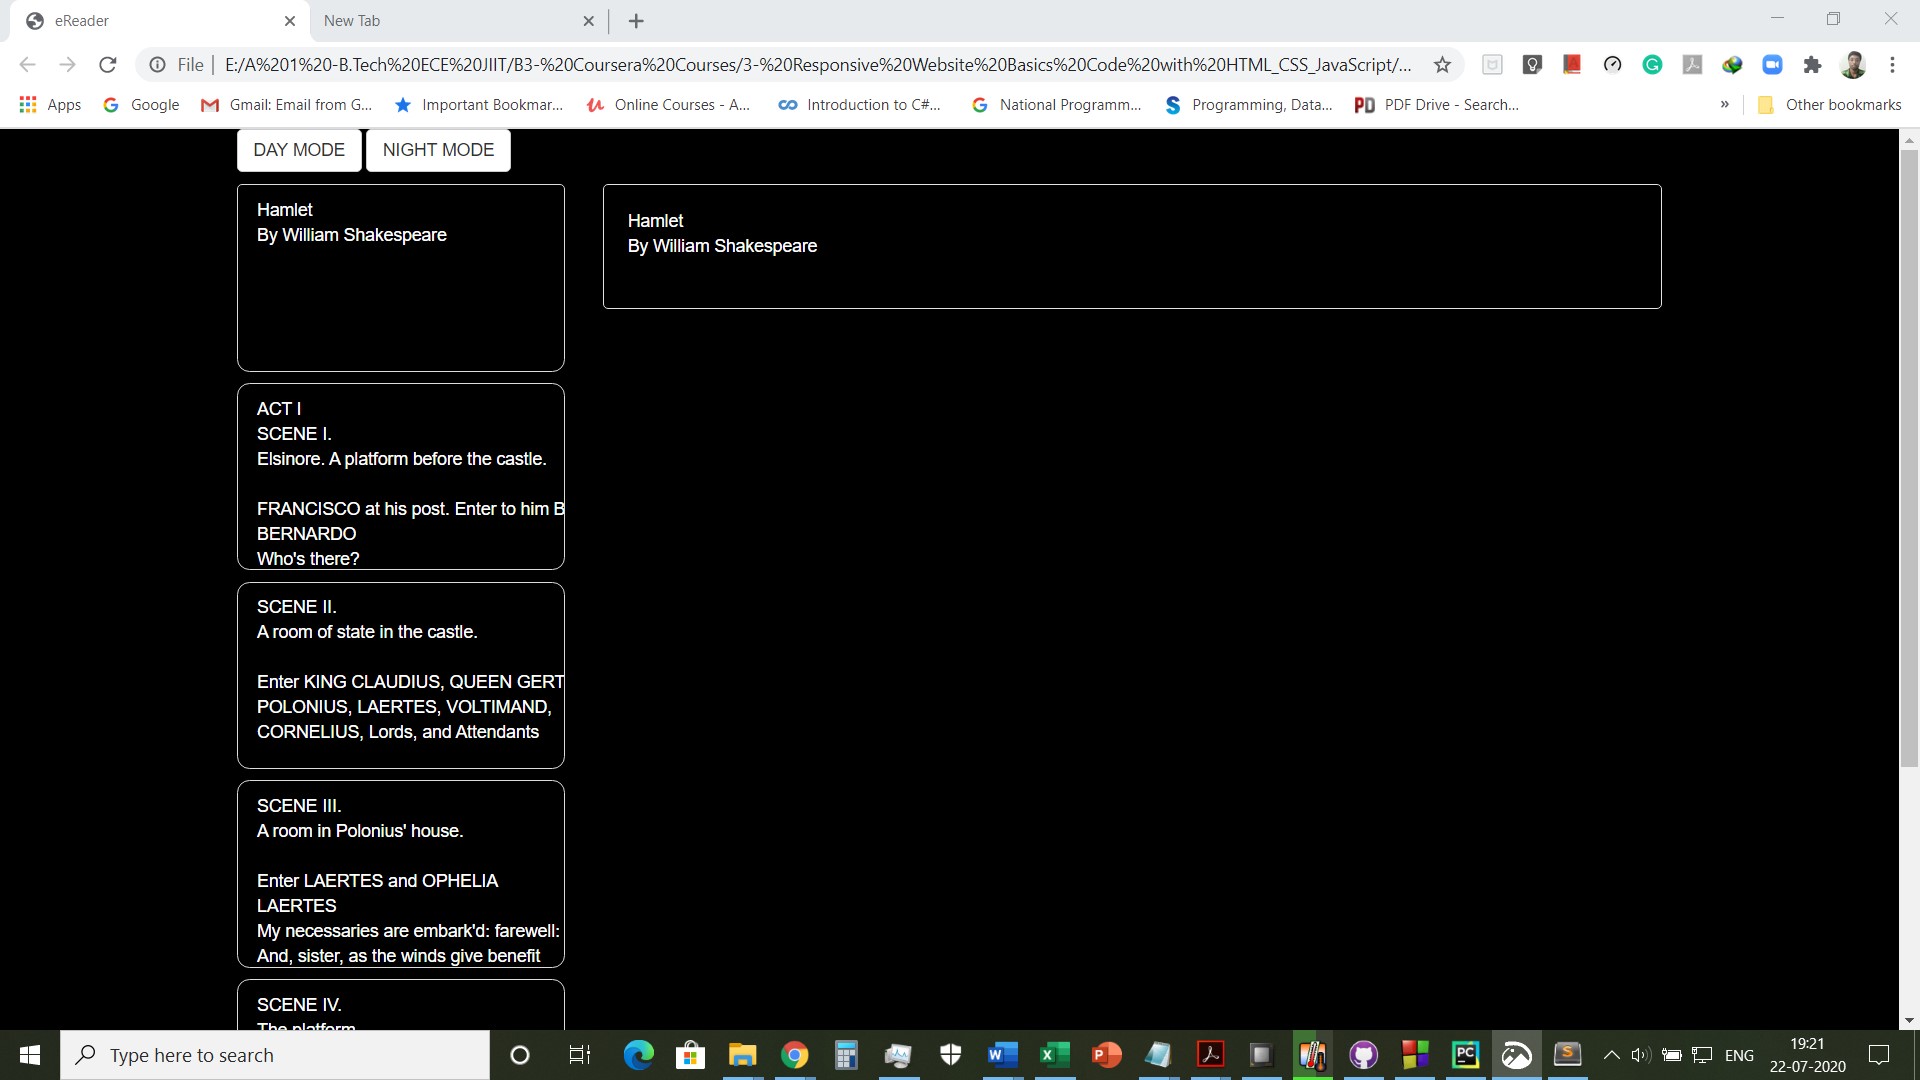 eReader
New Tab
File
E:/A%201%20-B.Tech%20ECE%20JIIT/B3-%20Coursera%20Courses/3-%20Responsive%20Website%20Basics%20Code%20with%20HTML_CSS_JavaScript/...
Apps
Google
Gmail: Email from G...
Important Bookmar...
Online Courses - A...
Introduction to C#...
National Programm...
Programming, Data...
PDF Drive - Search...
»
Other bookmarks
DAY MODE
NIGHT MODE
Hamlet
By William Shakespeare
ACT I
SCENE I.
Elsinore. A platform before the castle.
FRANCISCO at his post. Enter to him B
BERNARDO
Who's there?
SCENE II.
A room of state in the castle.
Enter KING CLAUDIUS, QUEEN GERT
POLONIUS, LAERTES, VOLTIMAND,
CORNELIUS, Lords, and Attendants
SCENE III.
A room in Polonius' house.
Enter LAERTES and OPHELIA
LAERTES
My necessaries are embark'd: farewell:
And, sister, as the winds give benefit
SCENE IV.
The platform.
Hamlet
By William Shakespeare
Type here to search
ENG
19:21
22-07-2020